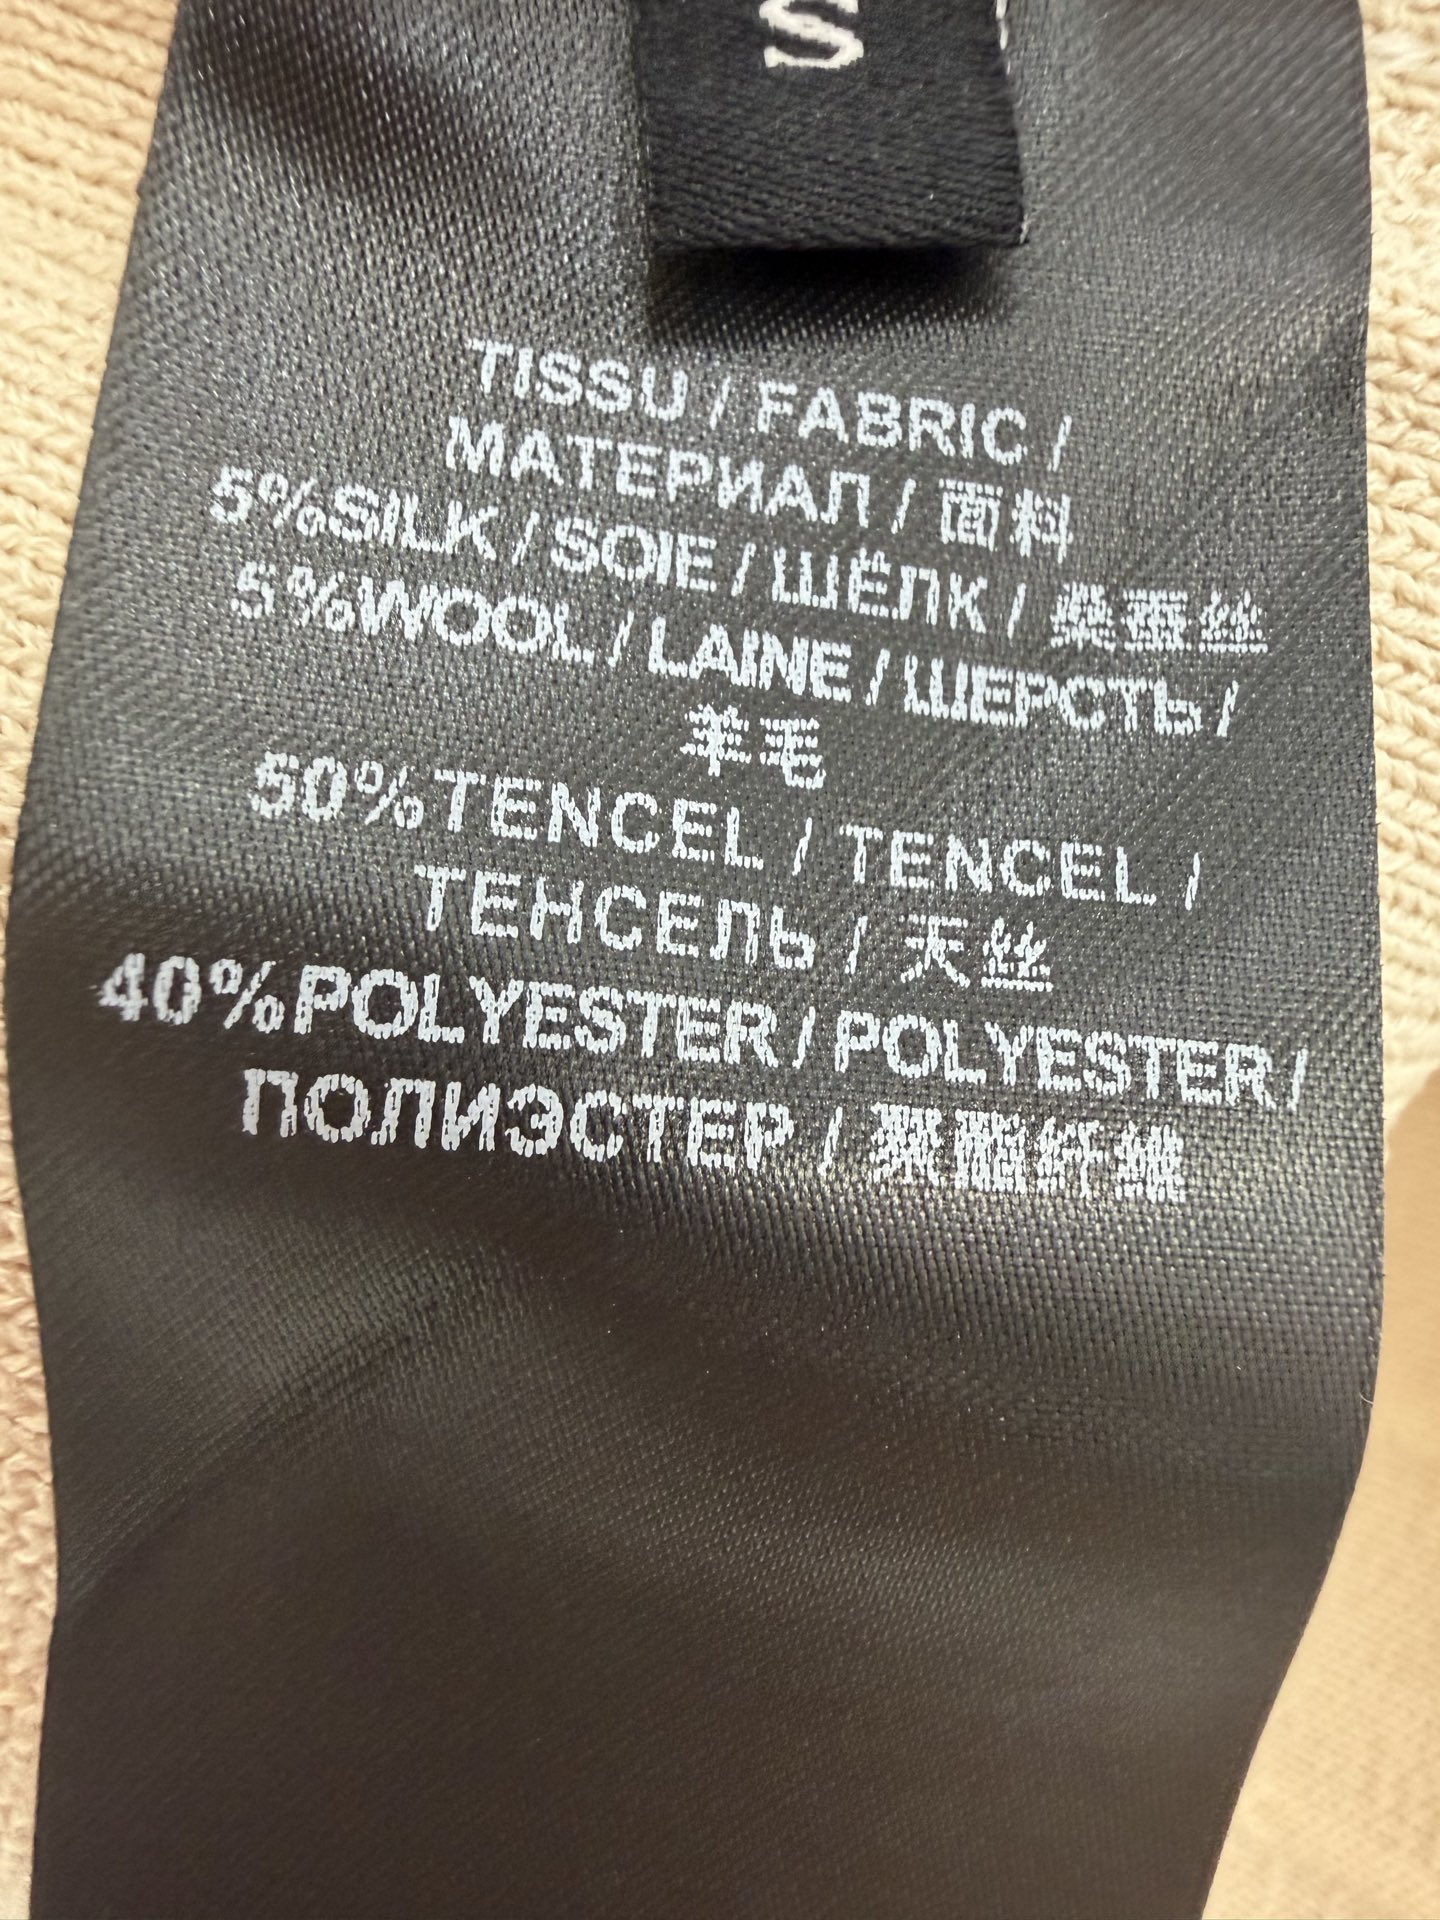 S
TISSU / FABRIC /
МАТЕРИАЛ / 面料
5%SILK / SOIE / ШЁЛК / 桑蚕丝
5%WOOL / LAINE / ШЕРСТЬ /
羊毛
50%TENCEL / TENCEL /
ТЕНСЕЛЬ / 天丝
40%POLYESTER / POLYESTER /
ПОЛИЭСТЕР / 聚酯纤维